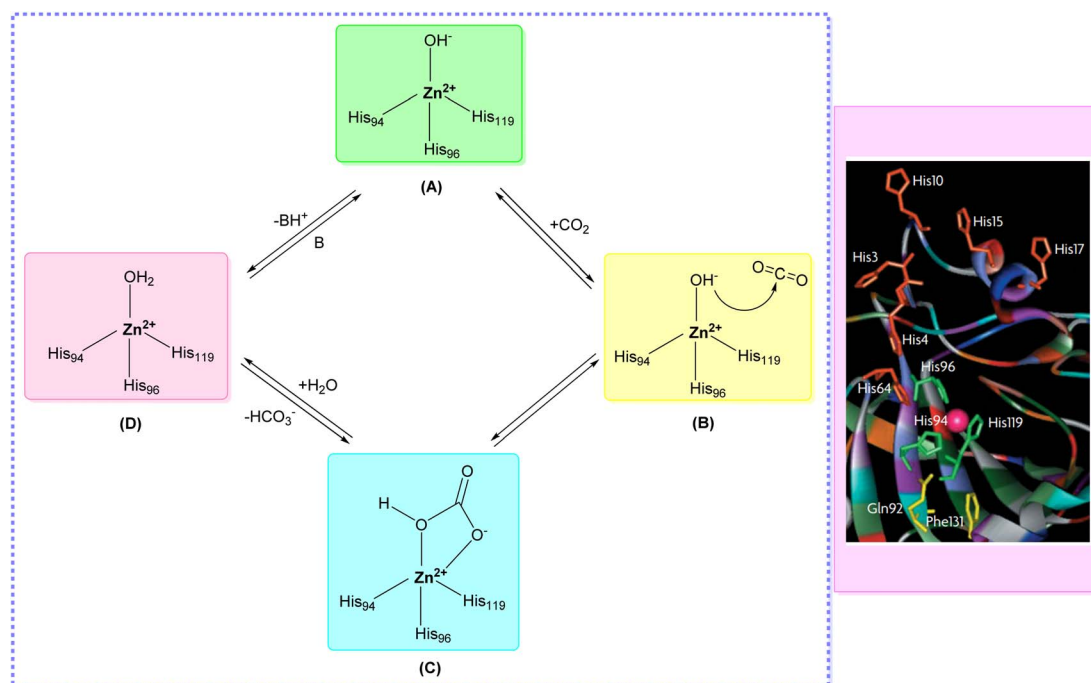 OH⁻
Zn²⁺
His₉₄
His₁₁₉
His₉₆
(A)
-BH⁺
B
+CO₂
OH₂
Zn²⁺
His₉₄
His₁₁₉
His₉₆
(D)
OH⁻
O=C=O
Zn²⁺
His₉₄
His₁₁₉
His₉₆
(B)
+H₂O
-HCO₃⁻
O
H
O
O⁻
Zn²⁺
His₉₄
His₁₁₉
His₉₆
(C)
His10
His15
His17
His3
His4
His96
His64
His94
His119
Gln92
Phe131